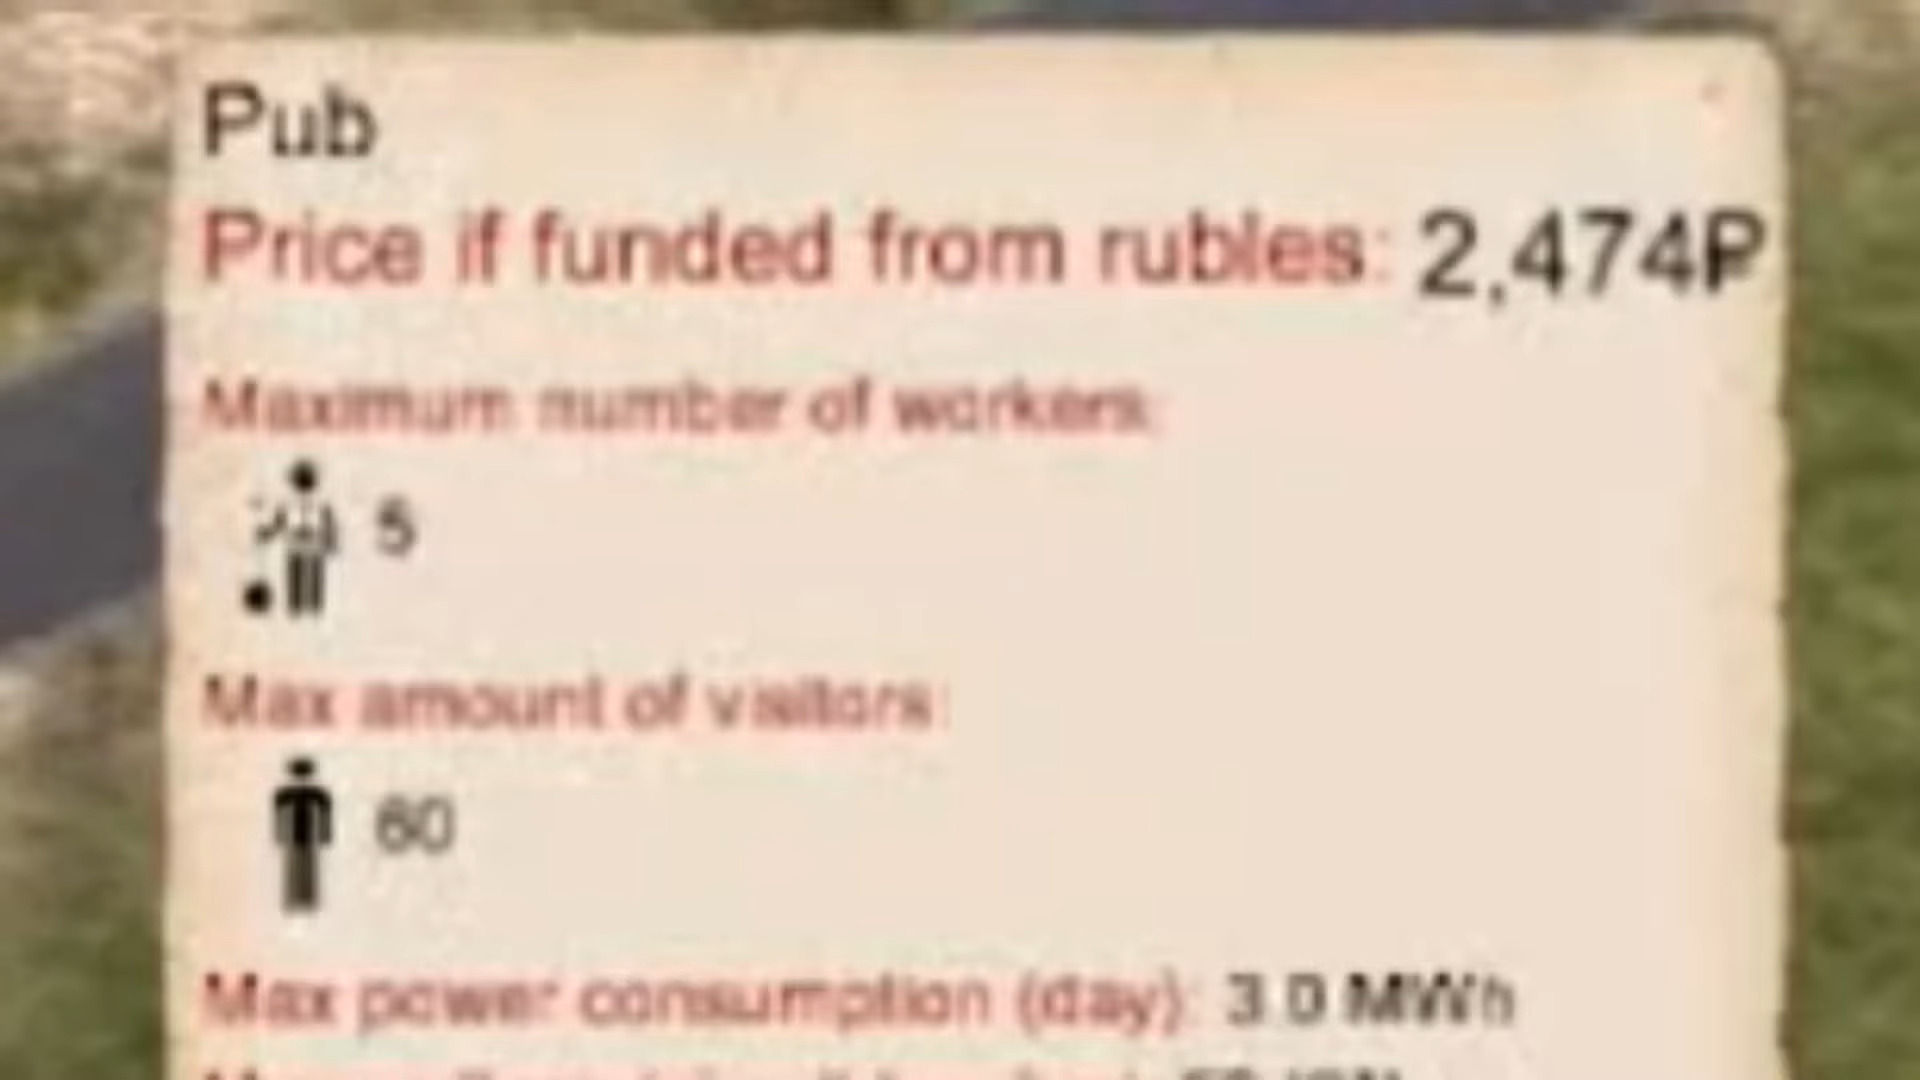 Pub
Price if funded from rubles: 2,474₽
Maximum number of workers:
5
Max amount of visitors:
60
Max power consumption (day): 3.0 MWh